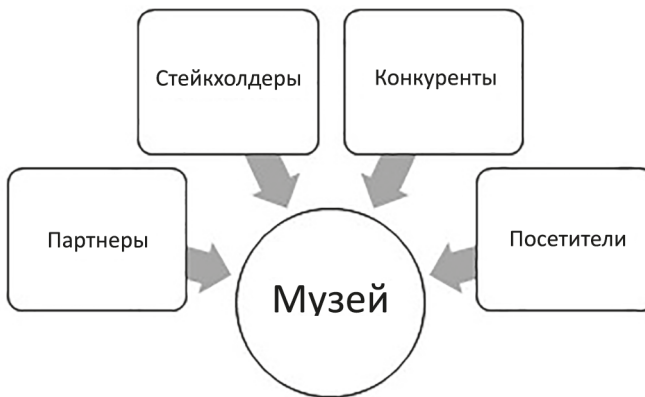 Стейкхолдеры
Конкуренты
Партнеры
Посетители
Музей